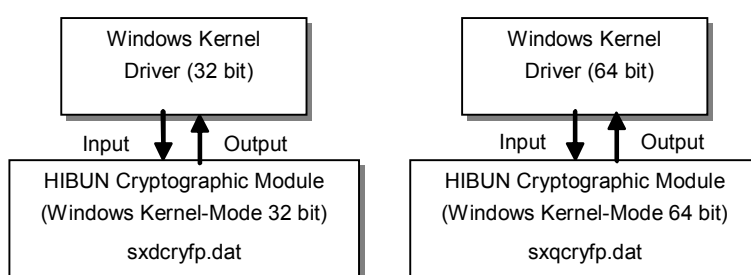 Windows Kernel
Driver (32 bit)
Input
Output
HIBUN Cryptographic Module
(Windows Kernel-Mode 32 bit)
sxdcryfp.dat
Windows Kernel
Driver (64 bit)
Input
Output
HIBUN Cryptographic Module
(Windows Kernel-Mode 64 bit)
sxqcryfp.dat